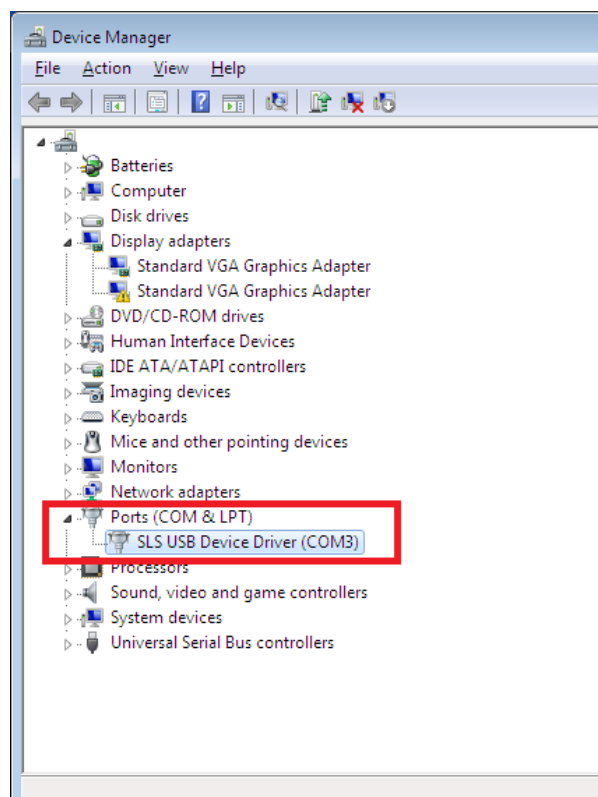 Device Manager
File Action View Help
Batteries
Computer
Disk drives
Display adapters
Standard VGA Graphics Adapter
Standard VGA Graphics Adapter
DVD/CD-ROM drives
Human Interface Devices
IDE ATA/ATAPI controllers
Imaging devices
Keyboards
Mice and other pointing devices
Monitors
Network adapters
Ports (COM & LPT)
SLS USB Device Driver (COM3)
Processors
Sound, video and game controllers
System devices
Universal Serial Bus controllers